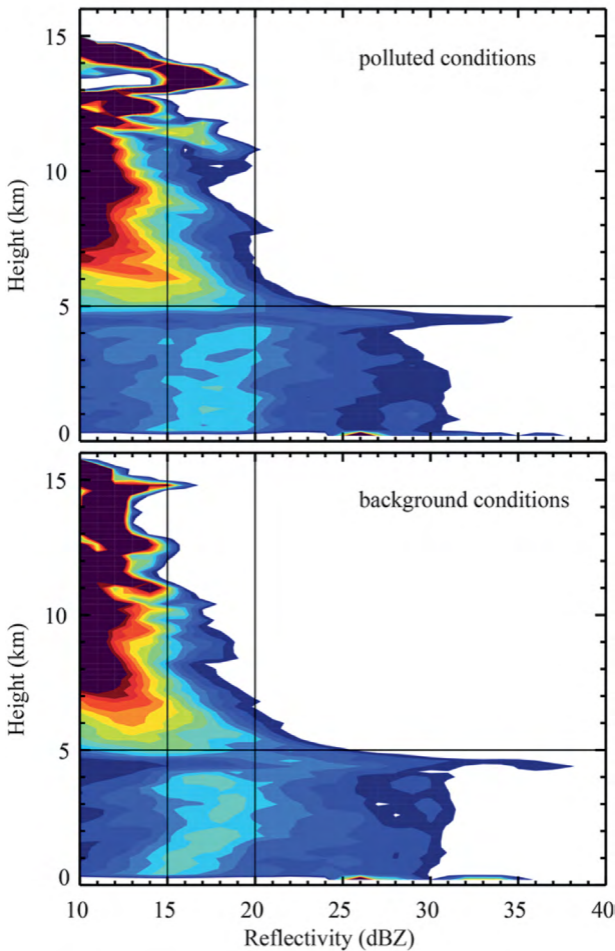 15
polluted conditions
10
Height (km)
5
0
15
background conditions
10
Height (km)
5
0
10 15 20 25 30 35 40
Reflectivity (dBZ)